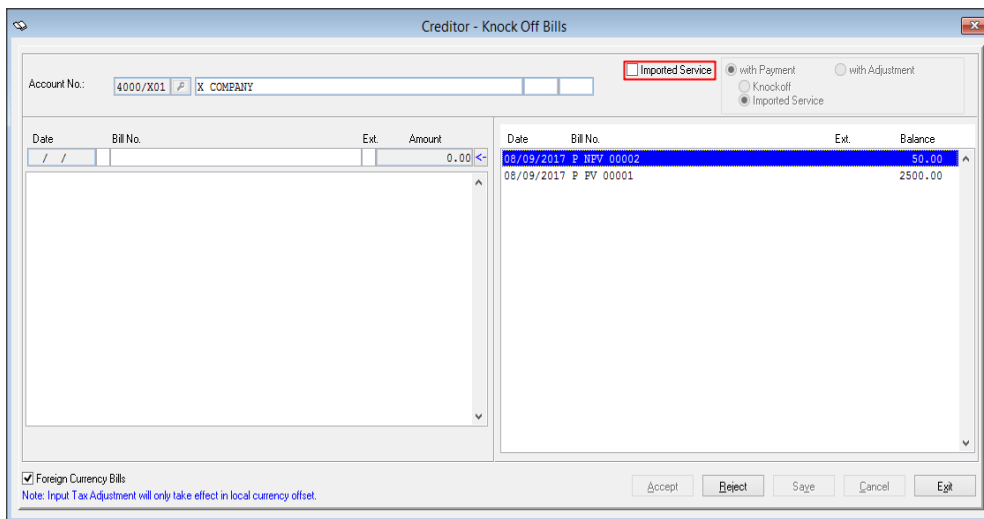 Creditor - Knock Off Bills
Account No.: 4000/X01 X COMPANY
Imported Service with Payment with Adjustment
Knockoff
Imported Service
Date Bill No. Ext. Amount
/ / 0.00 <-
Date Bill No. Ext. Balance
08/09/2017 P NPV 00002 50.00
08/09/2017 P PV 00001 2500.00
Foreign Currency Bills
Note: Input Tax Adjustment will only take effect in local currency offset.
Accept Reject Save Cancel Exit